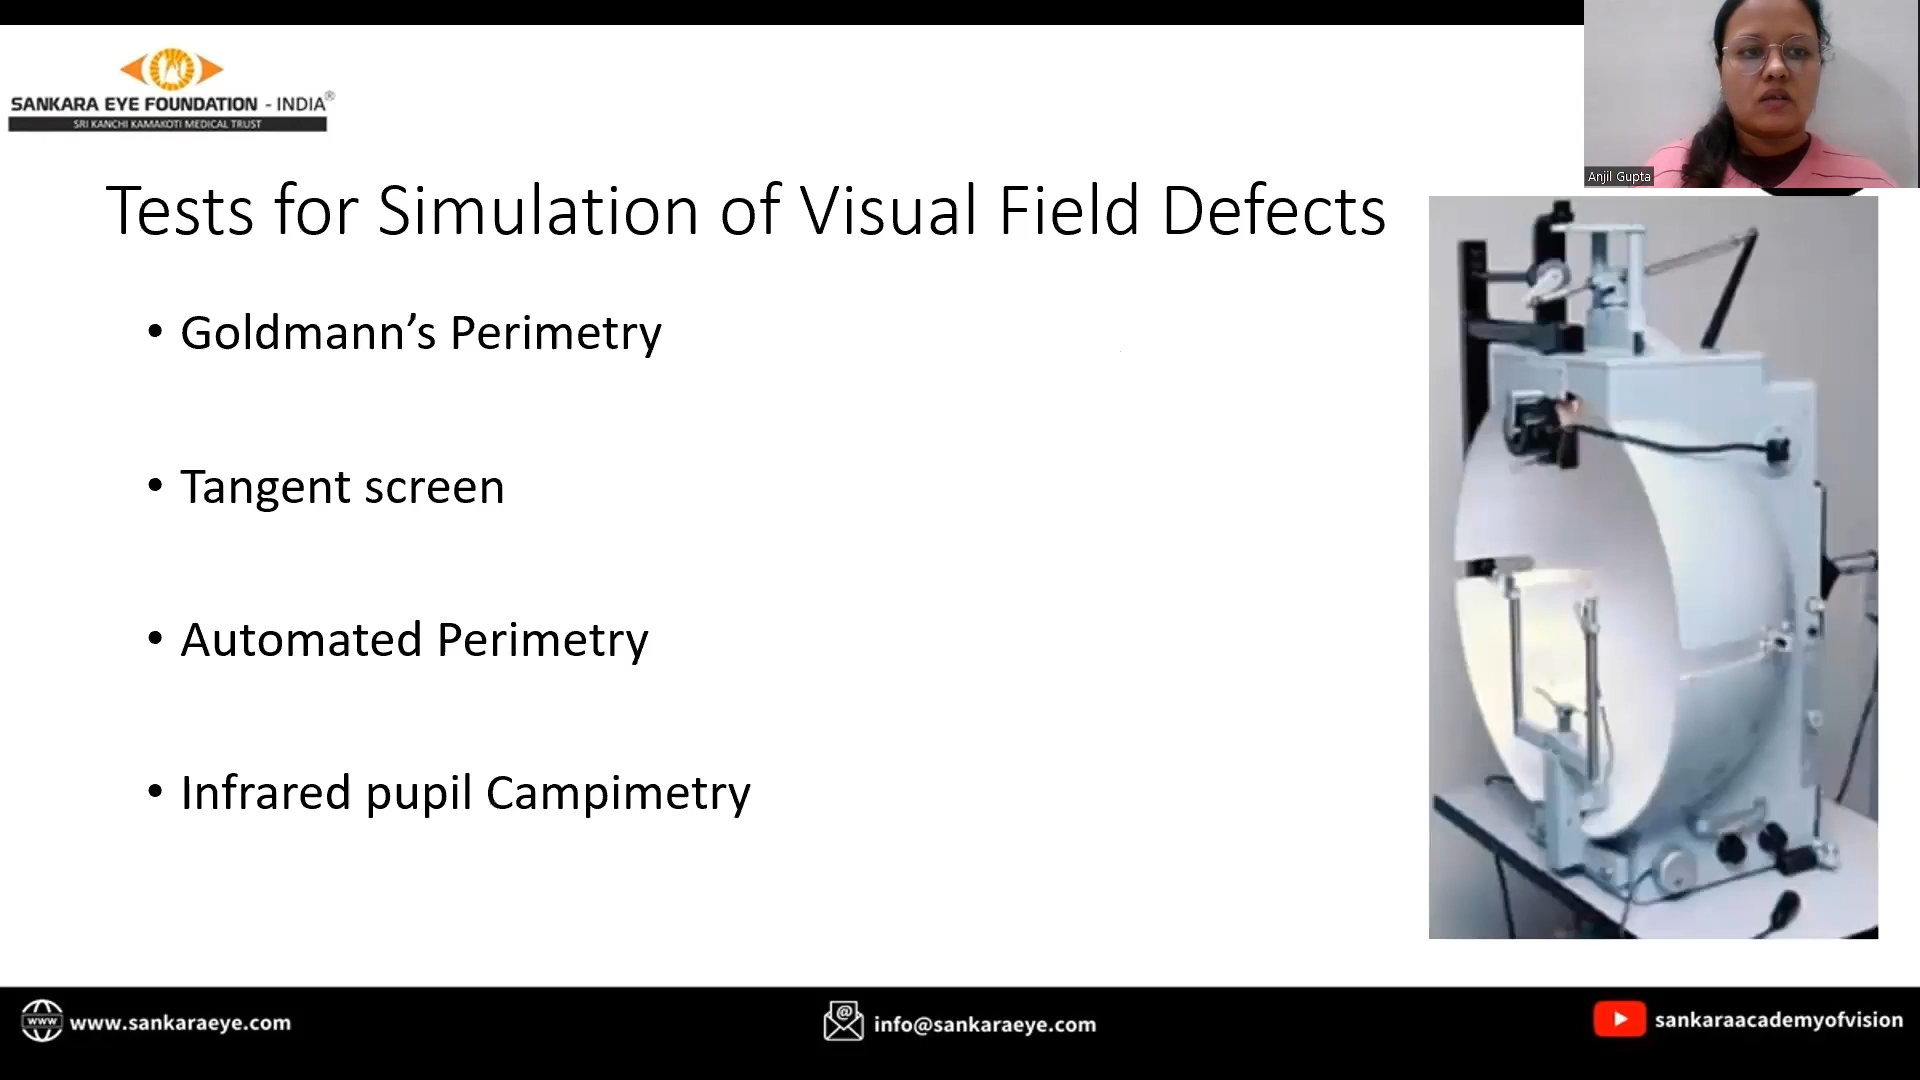 SANKARA EYE FOUNDATION - INDIA®
SRI KANCHI KAMAKOTI MEDICAL TRUST
Anjil Gupta
Tests for Simulation of Visual Field Defects
• Goldmann’s Perimetry
• Tangent screen
• Automated Perimetry
• Infrared pupil Campimetry
www www.sankaraeye.com
@ info@sankaraeye.com
sankaraacademyofvision